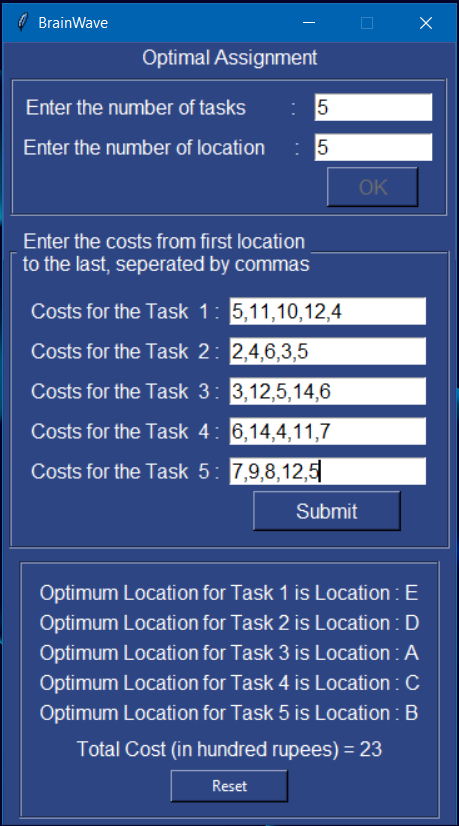 BrainWave
Optimal Assignment
Enter the number of tasks : 5
Enter the number of location : 5
OK
Enter the costs from first location
to the last, seperated by commas
Costs for the Task 1 : 5,11,10,12,4
Costs for the Task 2 : 2,4,6,3,5
Costs for the Task 3 : 3,12,5,14,6
Costs for the Task 4 : 6,14,4,11,7
Costs for the Task 5 : 7,9,8,12,5
Submit
Optimum Location for Task 1 is Location : E
Optimum Location for Task 2 is Location : D
Optimum Location for Task 3 is Location : A
Optimum Location for Task 4 is Location : C
Optimum Location for Task 5 is Location : B
Total Cost (in hundred rupees) = 23
Reset